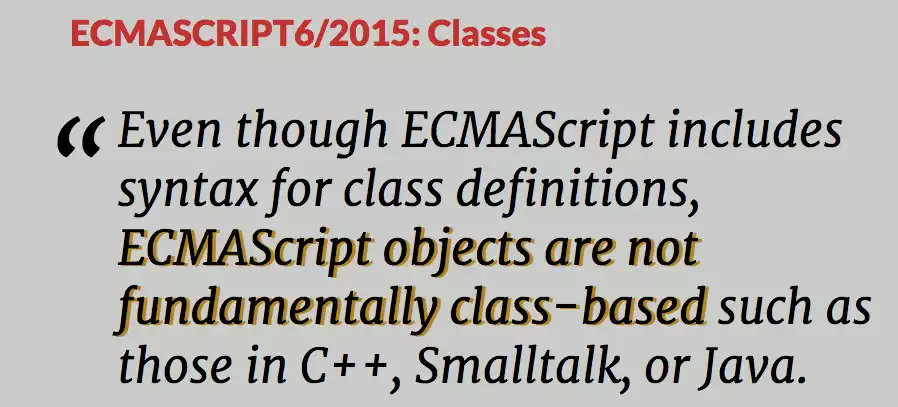 ECMASCRIPT6/2015: Classes
“Even though ECMAScript includes
syntax for class definitions,
ECMAScript objects are not
fundamentally class-based such as
those in C++, Smalltalk, or Java.